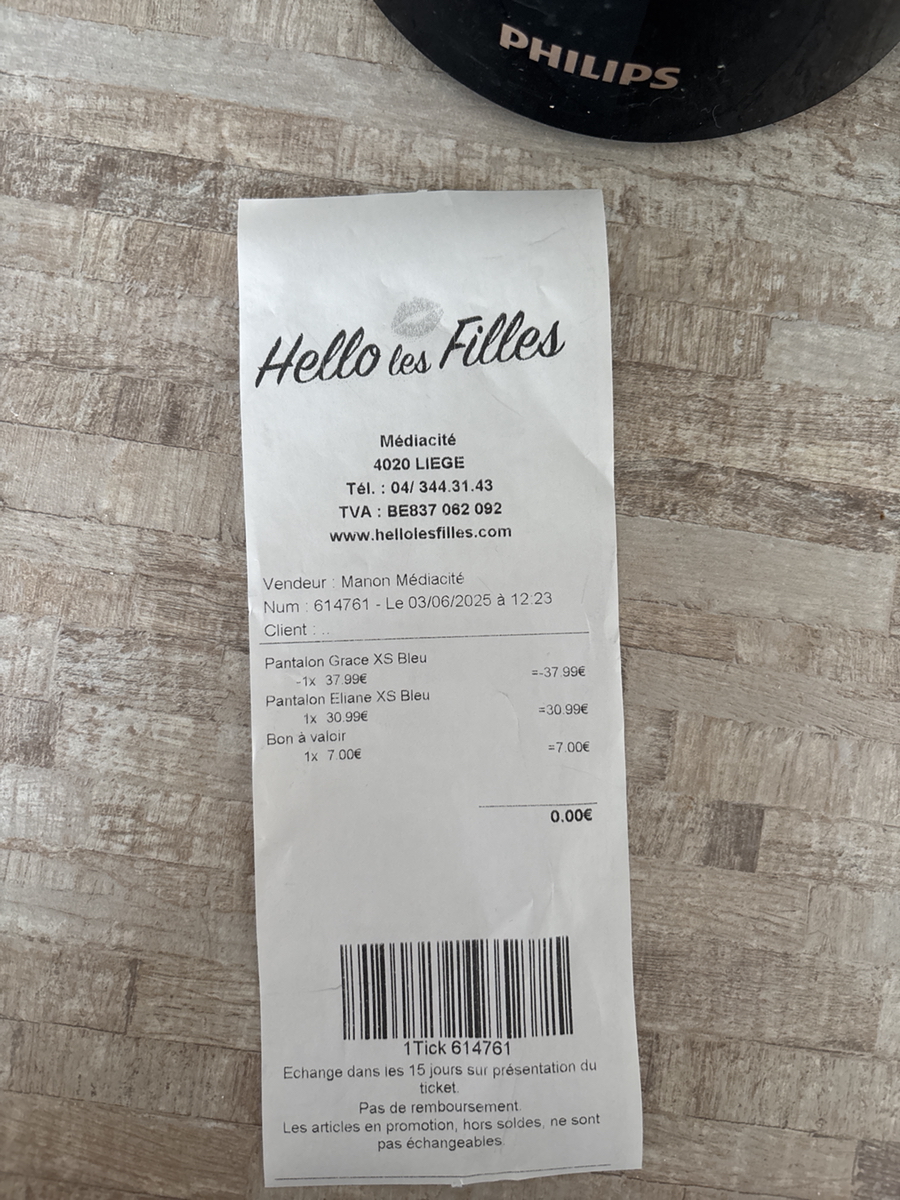 PHILIPS
Hello les Filles
Médiacité
4020 LIEGE
Tél. : 04/ 344.31.43
TVA : BE837 062 092
www.hellolesfilles.com
Vendeur : Manon Médiacité
Num : 614761 - Le 03/06/2025 à 12:23
Client : ..
Pantalon Grace XS Bleu
-1x 37.99€ =-37.99€
Pantalon Eliane XS Bleu
1x 30.99€ =30.99€
Bon à valoir
1x 7.00€ =7.00€
0.00€
1Tick 614761
Echange dans les 15 jours sur présentation du
ticket.
Pas de remboursement.
Les articles en promotion, hors soldes, ne sont
pas échangeables.